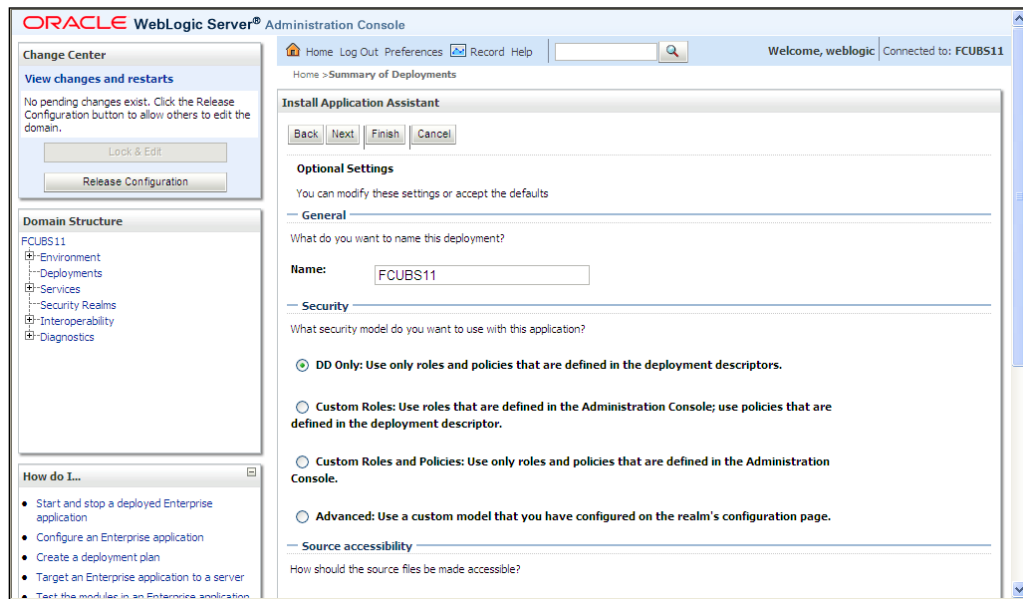 ORACLE WebLogic Server® Administration Console
Change Center
View changes and restarts
No pending changes exist. Click the Release
Configuration button to allow others to edit the
domain.
Lock & Edit
Release Configuration
Domain Structure
FCUBS11
Environment
Deployments
Services
Security Realms
Interoperability
Diagnostics
How do I...
Start and stop a deployed Enterprise
application
Configure an Enterprise application
Create a deployment plan
Target an Enterprise application to a server
Test the modules in an Enterprise application
Home Log Out Preferences Record Help
Welcome, weblogic Connected to: FCUBS11
Home >Summary of Deployments
Install Application Assistant
Back Next Finish Cancel
Optional Settings
You can modify these settings or accept the defaults
General
What do you want to name this deployment?
Name: FCUBS11
Security
What security model do you want to use with this application?
DD Only: Use only roles and policies that are defined in the deployment descriptors.
Custom Roles: Use roles that are defined in the Administration Console; use policies that are
defined in the deployment descriptor.
Custom Roles and Policies: Use only roles and policies that are defined in the Administration
Console.
Advanced: Use a custom model that you have configured on the realm's configuration page.
Source accessibility
How should the source files be made accessible?